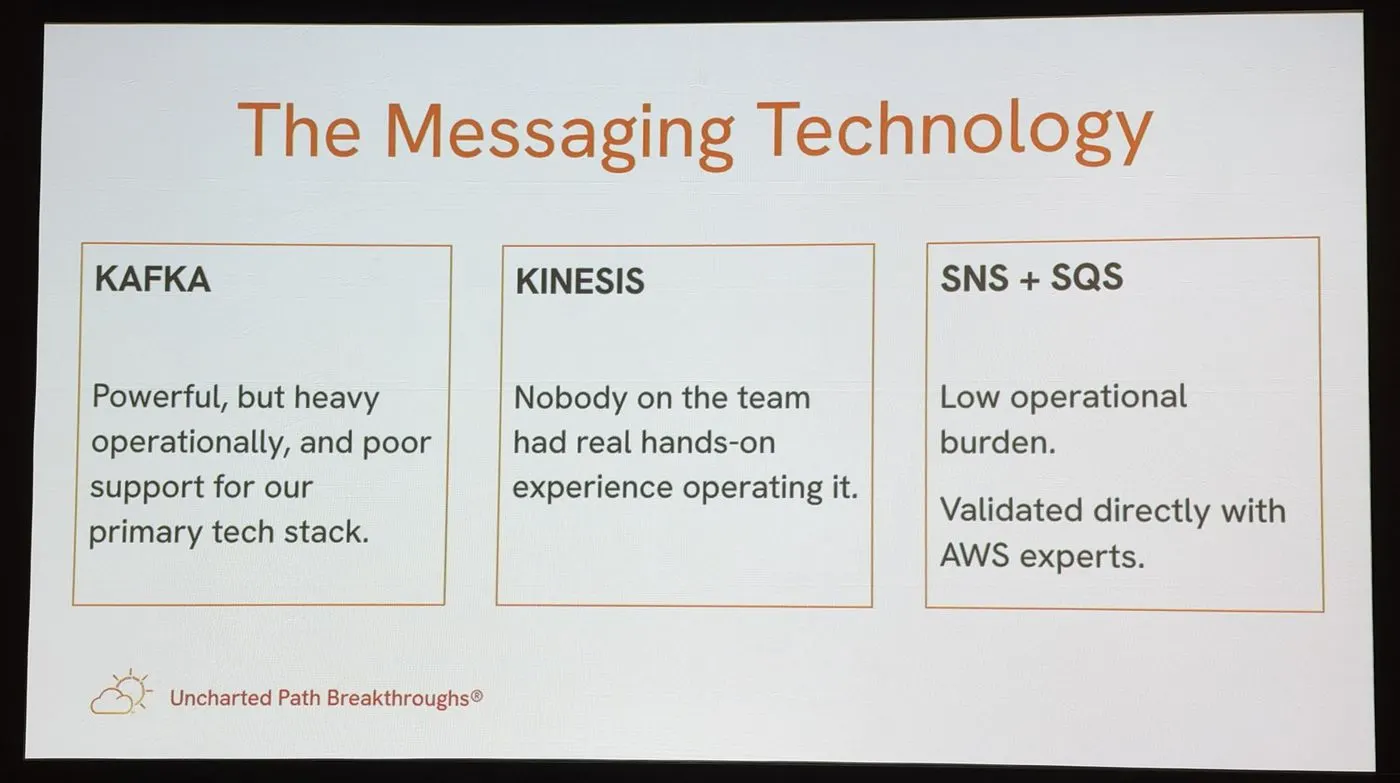 The Messaging Technology
KAFKA
Powerful, but heavy
operationally, and poor
support for our
primary tech stack.
KINESIS
Nobody on the team
had real hands-on
experience operating it.
SNS + SQS
Low operational
burden.
Validated directly with
AWS experts.
Uncharted Path Breakthroughs®